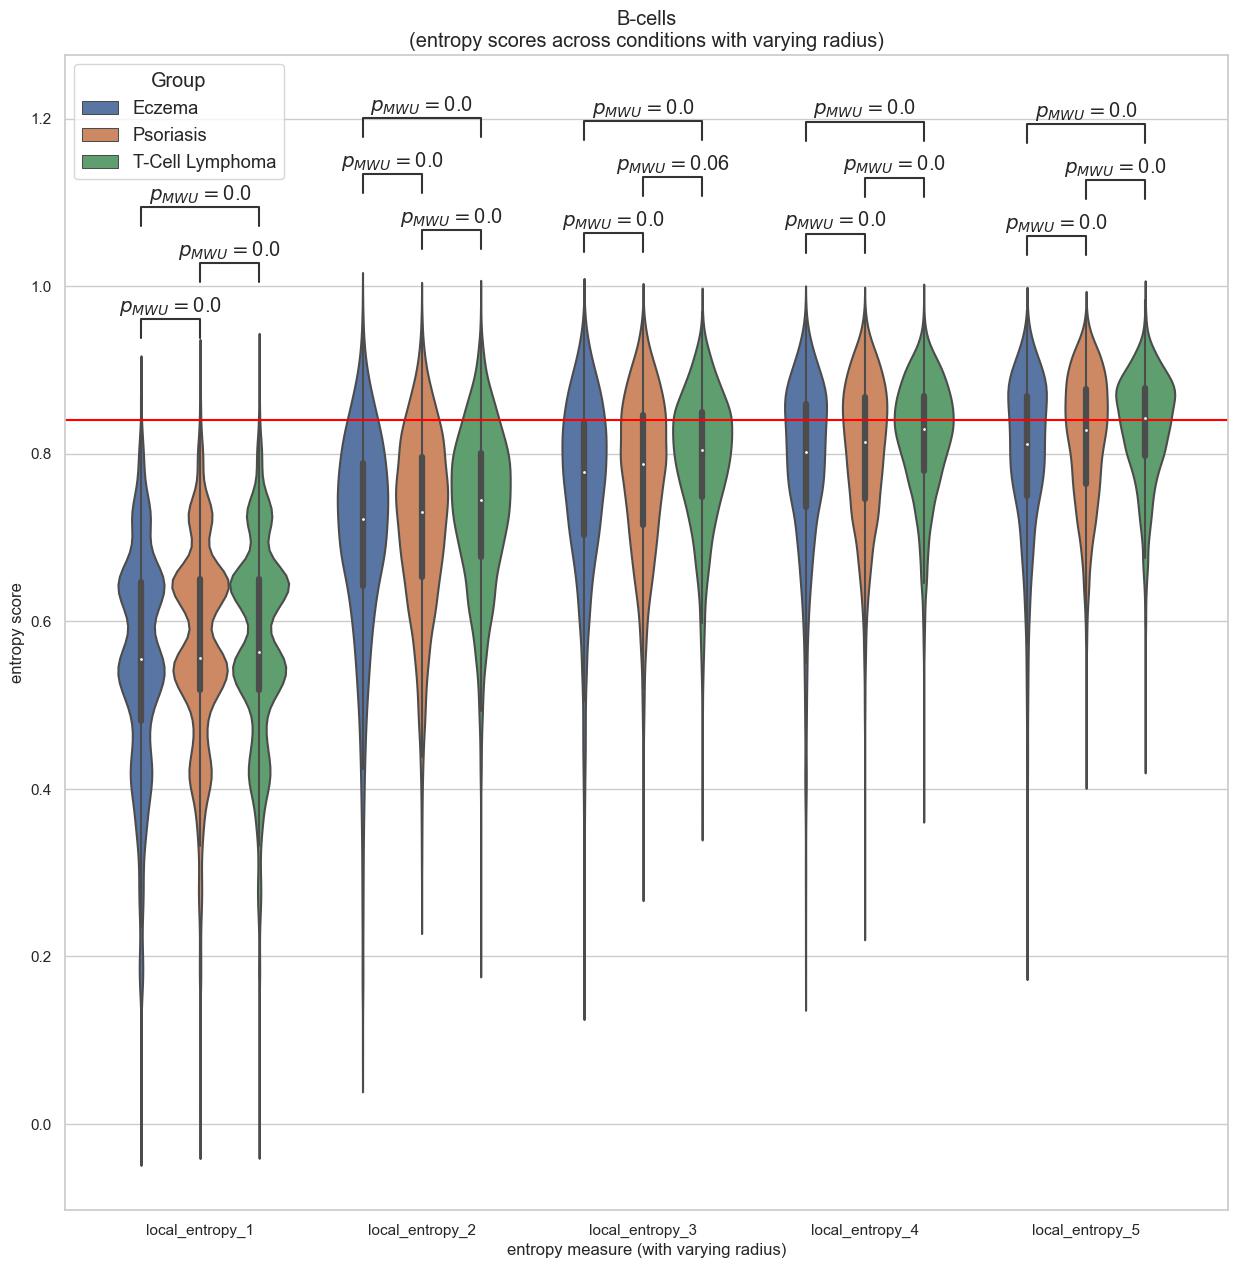 B-cells
(entropy scores across conditions with varying radius)
Group
Eczema
Psoriasis
T-Cell Lymphoma
p_MWU = 0.0
p_MWU = 0.0
p_MWU = 0.0
p_MWU = 0.0
p_MWU = 0.0
p_MWU = 0.0
p_MWU = 0.0
p_MWU = 0.06
p_MWU = 0.0
p_MWU = 0.0
p_MWU = 0.0
p_MWU = 0.0
p_MWU = 0.0
p_MWU = 0.0
p_MWU = 0.0
1.2
1.0
0.8
0.6
0.4
0.2
0.0
entropy score
local_entropy_1
local_entropy_2
local_entropy_3
local_entropy_4
local_entropy_5
entropy measure (with varying radius)